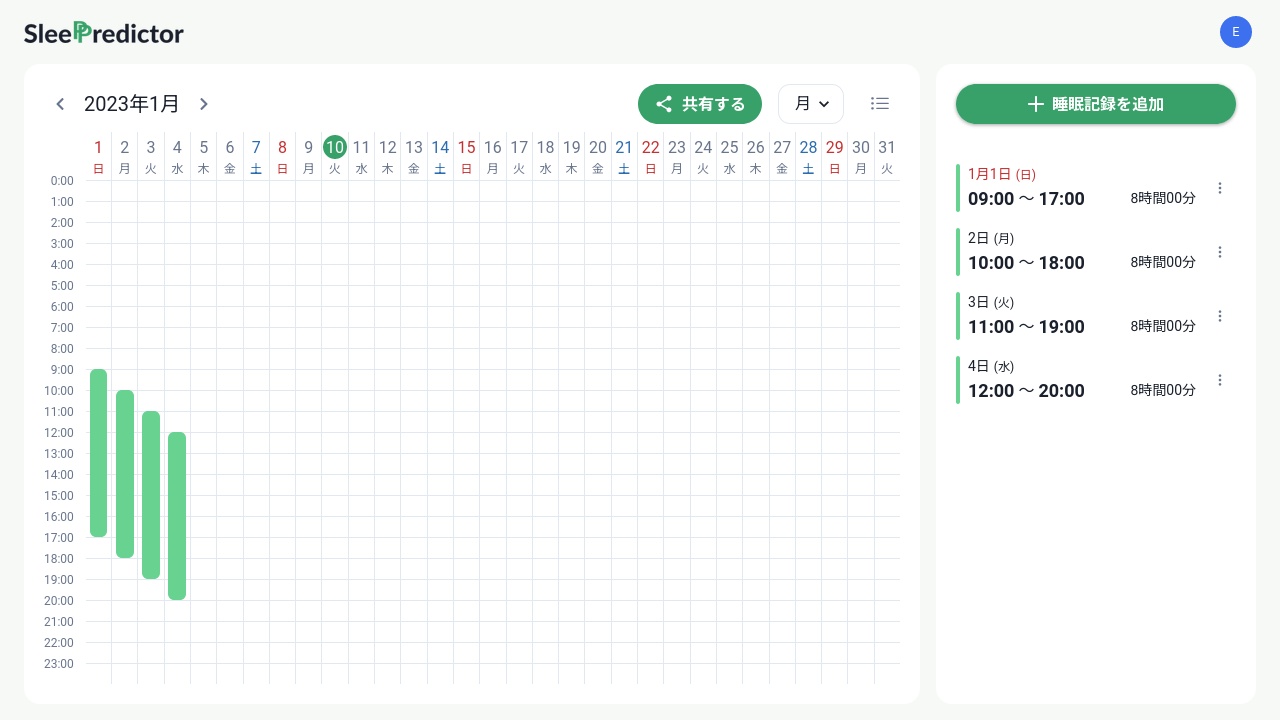 SleePredictor
E
2023年1月
共有する
月
1 2 3 4 5 6 7 8 9 10 11 12 13 14 15 16 17 18 19 20 21 22 23 24 25 26 27 28 29 30 31
日 月 火 水 木 金 土 日 月 火 水 木 金 土 日 月 火 水 木 金 土 日 月 火 水 木 金 土 日 月 火
0:00
1:00
2:00
3:00
4:00
5:00
6:00
7:00
8:00
9:00
10:00
11:00
12:00
13:00
14:00
15:00
16:00
17:00
18:00
19:00
20:00
21:00
22:00
23:00
睡眠記録を追加
1月1日 (日)
09:00 〜 17:00 8時間00分
2日 (月)
10:00 〜 18:00 8時間00分
3日 (火)
11:00 〜 19:00 8時間00分
4日 (水)
12:00 〜 20:00 8時間00分